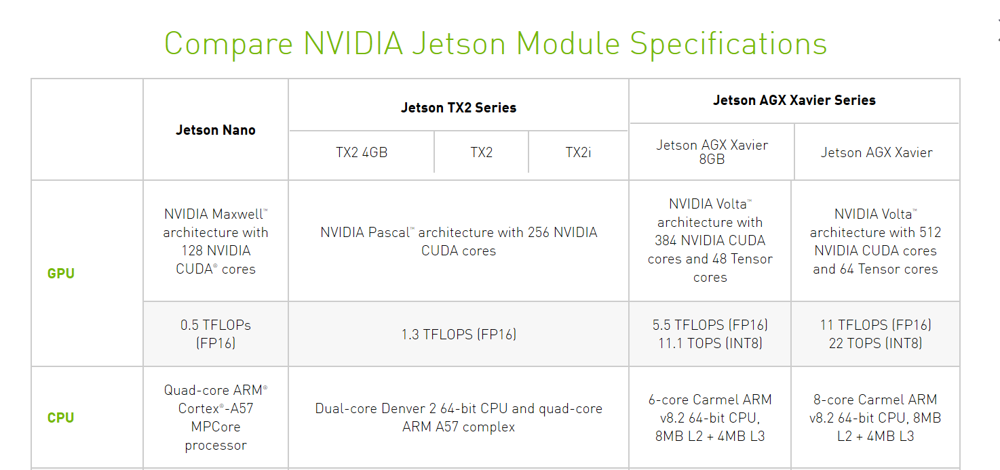 Compare NVIDIA Jetson Module Specifications
Jetson Nano
Jetson TX2 Series
Jetson AGX Xavier Series
TX2 4GB
TX2
TX2i
Jetson AGX Xavier
8GB
Jetson AGX Xavier
GPU
NVIDIA Maxwell™
architecture with
128 NVIDIA
CUDA® cores
NVIDIA Pascal™ architecture with 256 NVIDIA
CUDA cores
NVIDIA Volta™
architecture with
384 NVIDIA CUDA
cores and 48 Tensor
cores
NVIDIA Volta™
architecture with 512
NVIDIA CUDA cores
and 64 Tensor cores
0.5 TFLOPs
(FP16)
1.3 TFLOPS (FP16)
5.5 TFLOPS (FP16)
11.1 TOPS (INT8)
11 TFLOPS (FP16)
22 TOPS (INT8)
CPU
Quad-core ARM®
Cortex®-A57
MPCore
processor
Dual-core Denver 2 64-bit CPU and quad-core
ARM A57 complex
6-core Carmel ARM
v8.2 64-bit CPU,
8MB L2 + 4MB L3
8-core Carmel ARM
v8.2 64-bit CPU, 8MB
L2 + 4MB L3